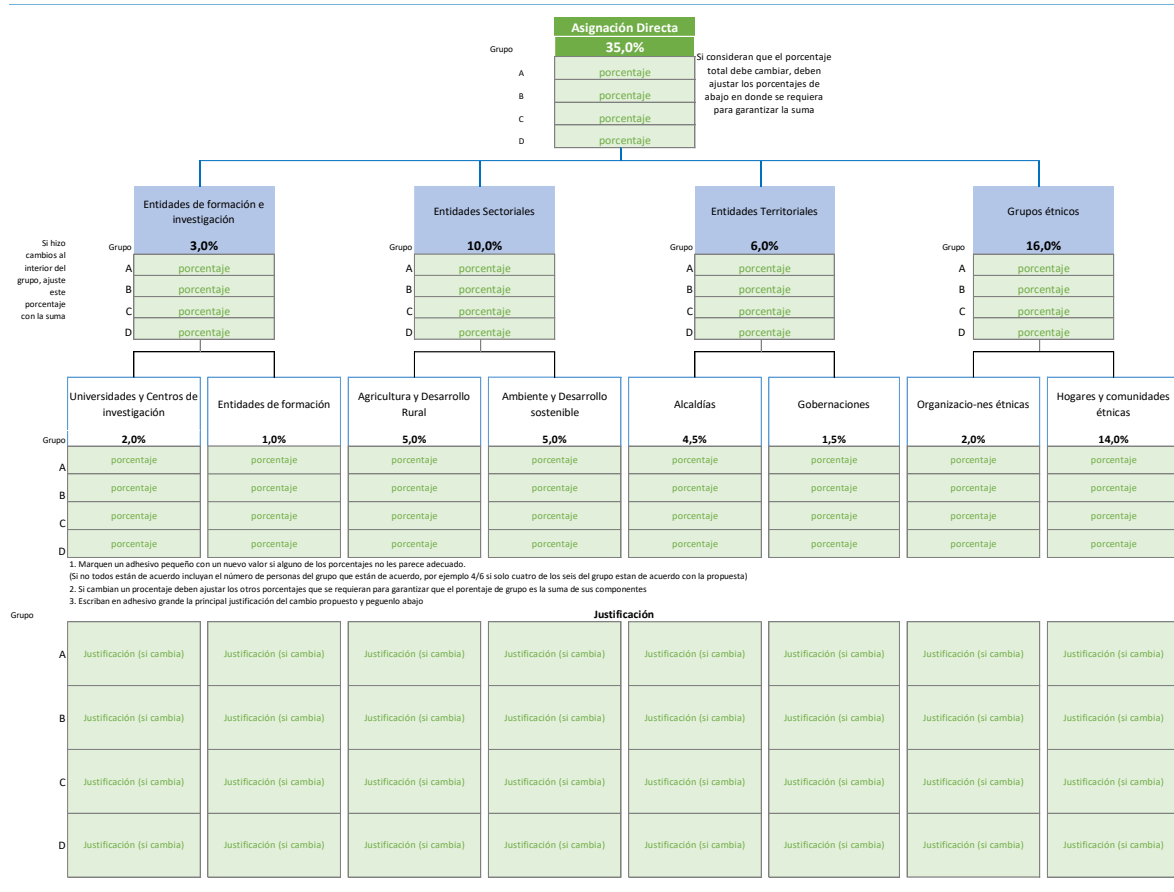 Asignación Directa
Grupo 35,0%
A porcentaje
B porcentaje
C porcentaje
D porcentaje
Si consideran que el porcentaje
total debe cambiar, deben
ajustar los porcentajes de
abajo en donde se requiera
para garantizar la suma
Entidades de formación e
investigación
Entidades Sectoriales
Entidades Territoriales
Grupos étnicos
Grupo 3,0% Grupo 10,0% Grupo 6,0% Grupo 16,0%
Si hizo
cambios al
interior del
grupo, ajuste
este
porcentaje
con la suma
A porcentaje A porcentaje A porcentaje A porcentaje
B porcentaje B porcentaje B porcentaje B porcentaje
C porcentaje C porcentaje C porcentaje C porcentaje
D porcentaje D porcentaje D porcentaje D porcentaje
Universidades y Centros de
investigación
Entidades de formación
Agricultura y Desarrollo
Rural
Ambiente y Desarrollo
sostenible
Alcaldías
Gobernaciones
Organizacio-nes étnicas
Hogares y comunidades
étnicas
Grupo 2,0% 1,0% 5,0% 5,0% 4,5% 1,5% 2,0% 14,0%
A porcentaje porcentaje porcentaje porcentaje porcentaje porcentaje porcentaje porcentaje
B porcentaje porcentaje porcentaje porcentaje porcentaje porcentaje porcentaje porcentaje
C porcentaje porcentaje porcentaje porcentaje porcentaje porcentaje porcentaje porcentaje
D porcentaje porcentaje porcentaje porcentaje porcentaje porcentaje porcentaje porcentaje
1. Marquen un adhesivo pequeño con un nuevo valor si alguno de los porcentajes no les parece adecuado.
(Si no todos están de acuerdo incluyan el número de personas del grupo que están de acuerdo, por ejemplo 4/6 si solo cuatro de los seis del grupo estan de acuerdo con la propuesta)
2. Si cambian un procentaje deben ajustar los otros porcentajes que se requieran para garantizar que el porentaje de grupo es la suma de sus componentes
3. Escriban en adhesivo grande la principal justificación del cambio propuesto y peguenlo abajo
Grupo Justificación
A Justificación (si cambia) Justificación (si cambia) Justificación (si cambia) Justificación (si cambia) Justificación (si cambia) Justificación (si cambia) Justificación (si cambia) Justificación (si cambia)
B Justificación (si cambia) Justificación (si cambia) Justificación (si cambia) Justificación (si cambia) Justificación (si cambia) Justificación (si cambia) Justificación (si cambia) Justificación (si cambia)
C Justificación (si cambia) Justificación (si cambia) Justificación (si cambia) Justificación (si cambia) Justificación (si cambia) Justificación (si cambia) Justificación (si cambia) Justificación (si cambia)
D Justificación (si cambia) Justificación (si cambia) Justificación (si cambia) Justificación (si cambia) Justificación (si cambia) Justificación (si cambia) Justificación (si cambia) Justificación (si cambia)